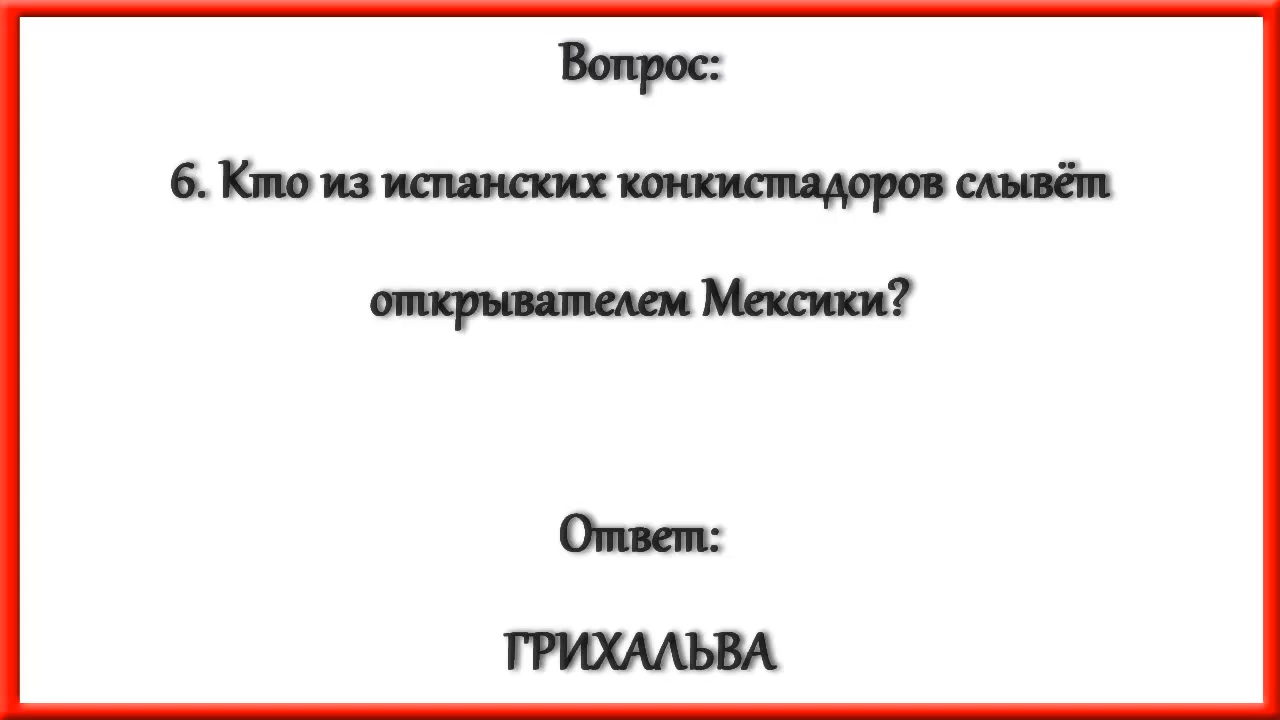 Вопрос:
6. Кто из испанских конкистадоров слывёт
открывателем Мексики?
Ответ:
ГРИХАЛЬВА